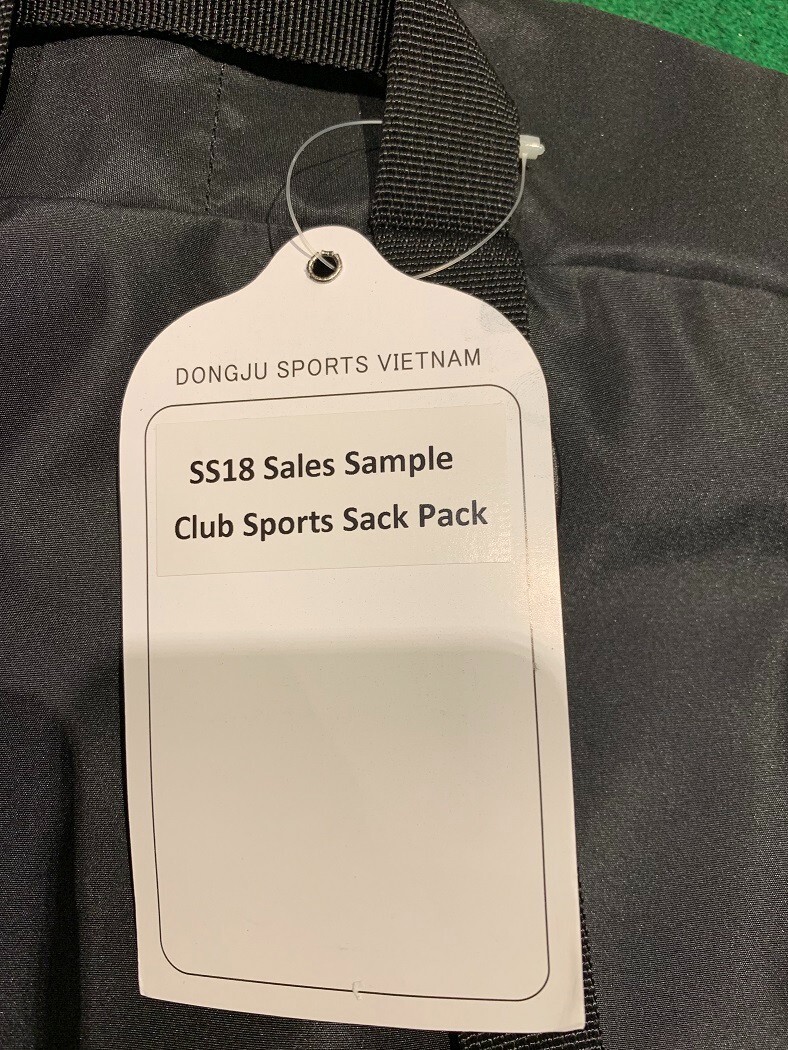 DONGJU SPORTS VIETNAM
SS18 Sales Sample
Club Sports Sack Pack